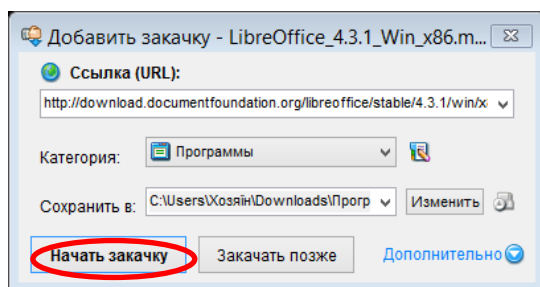 Добавить закачку - LibreOffice_4.3.1_Win_x86.m...
Ссылка (URL):
http://download.documentfoundation.org/libreoffice/stable/4.3.1/win/x
Категория: Программы
Сохранить в: C:\Users\Хозяїн\Downloads\Прогр Изменить
Начать закачку Закачать позже Дополнительно